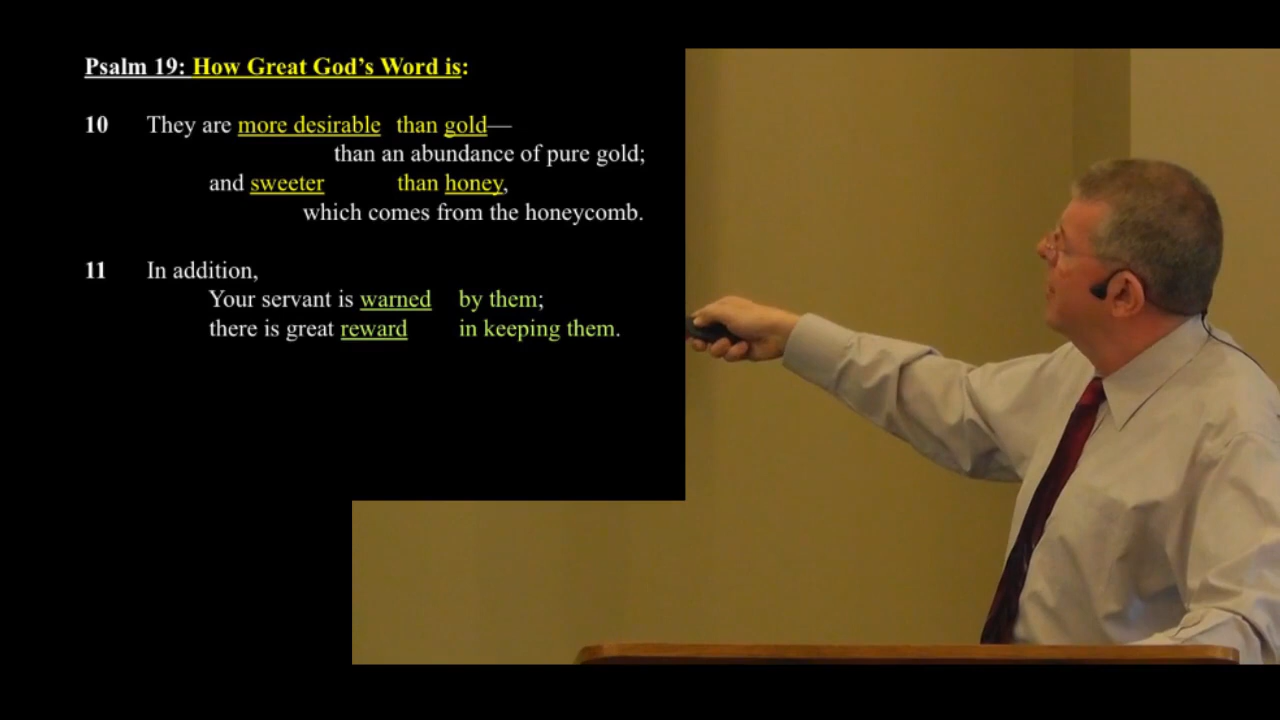 Psalm 19: How Great God’s Word is:
10 They are more desirable than gold—
than an abundance of pure gold;
and sweeter than honey,
which comes from the honeycomb.
11 In addition,
Your servant is warned by them;
there is great reward in keeping them.